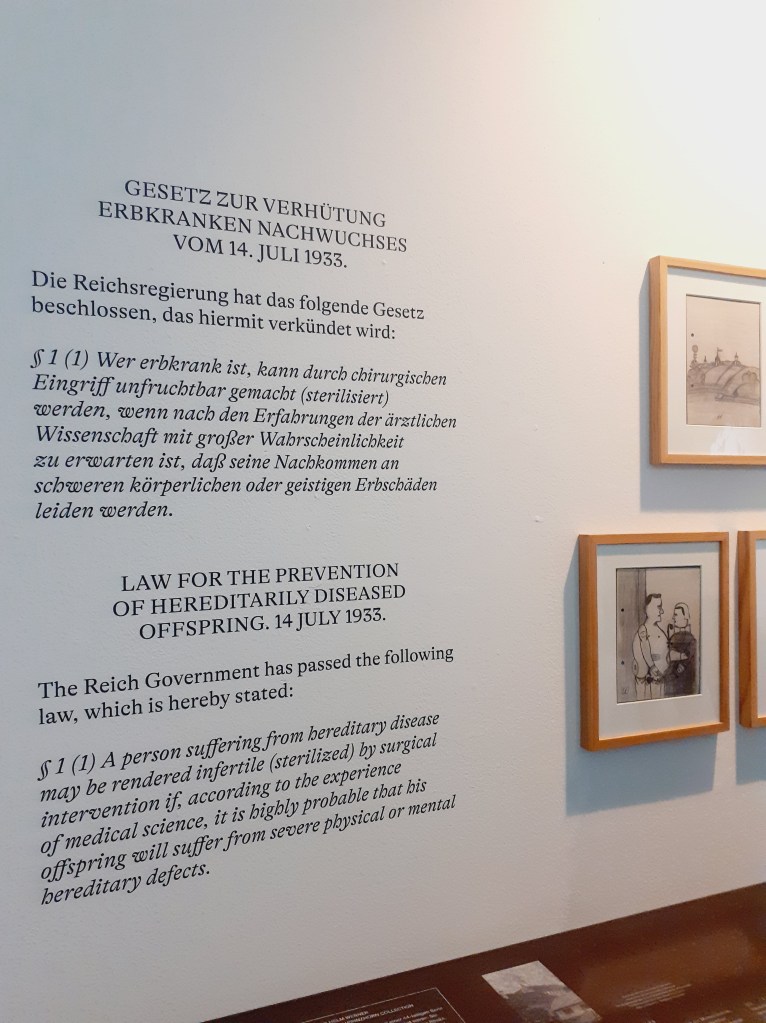 GESETZ ZUR VERHÜTUNG
ERBKRANKEN NACHWUCHSES
VOM 14. JULI 1933.
Die Reichsregierung hat das folgende Gesetz
beschlossen, das hiermit verkündet wird:
§ 1 (1) Wer erbkrank ist, kann durch chirurgischen
Eingriff unfruchtbar gemacht (sterilisiert)
werden, wenn nach den Erfahrungen der ärztlichen
Wissenschaft mit großer Wahrscheinlichkeit
zu erwarten ist, daß seine Nachkommen an
schweren körperlichen oder geistigen Erbschäden
leiden werden.
LAW FOR THE PREVENTION
OF HEREDITARILY DISEASED
OFFSPRING. 14 JULY 1933.
The Reich Government has passed the following
law, which is hereby stated:
§ 1 (1) A person suffering from hereditary disease
may be rendered infertile (sterilized) by surgical
intervention if, according to the experience
of medical science, it is highly probable that his
offspring will suffer from severe physical or mental
hereditary defects.
WERNER
COLLECTION